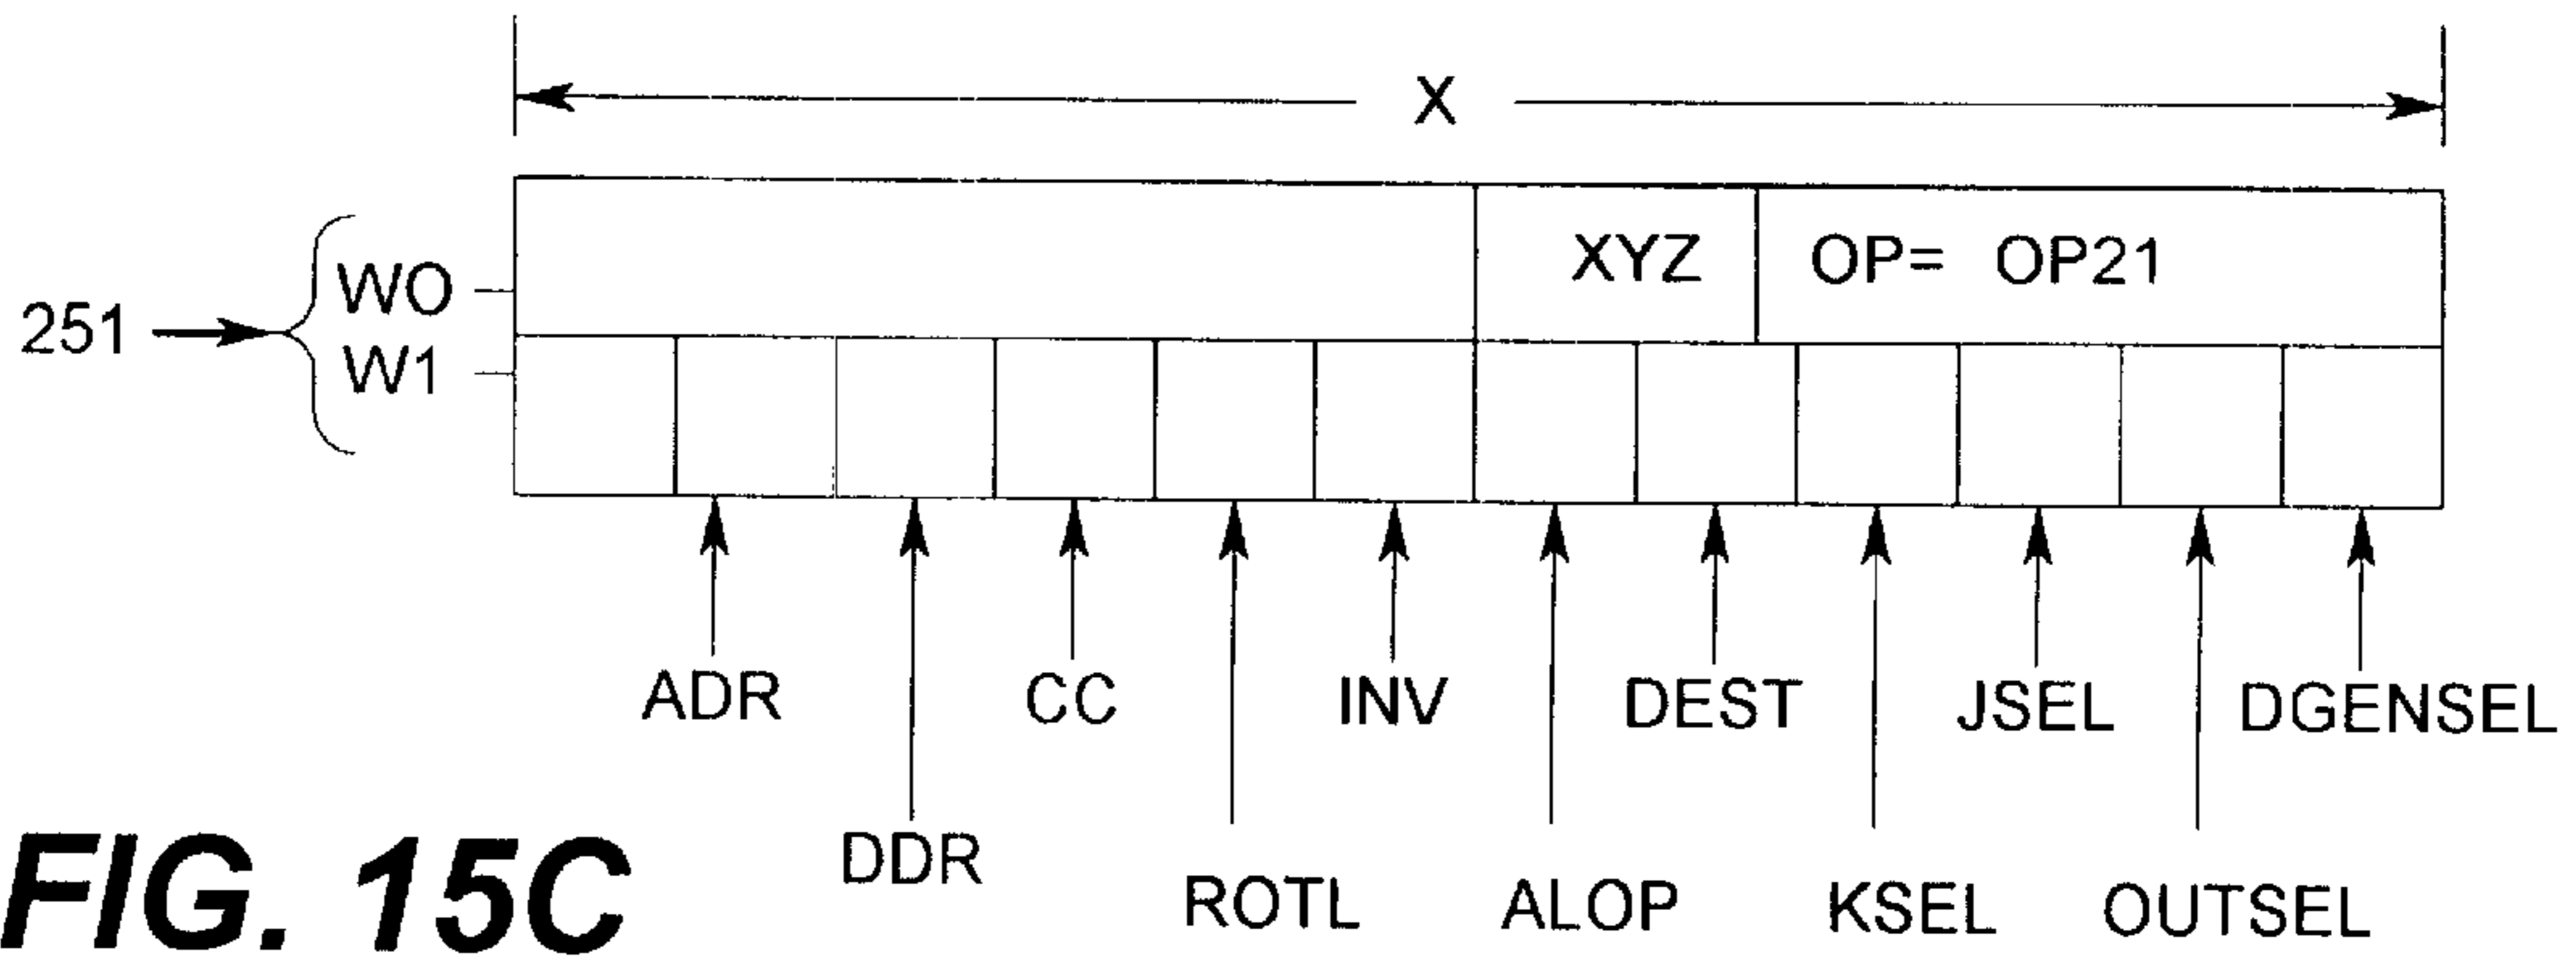 X
XYZ OP= OP21
W0
251
W1
ADR CC INV DEST JSEL DGENSEL
DDR ROTL ALOP KSEL OUTSEL
FIG. 15C